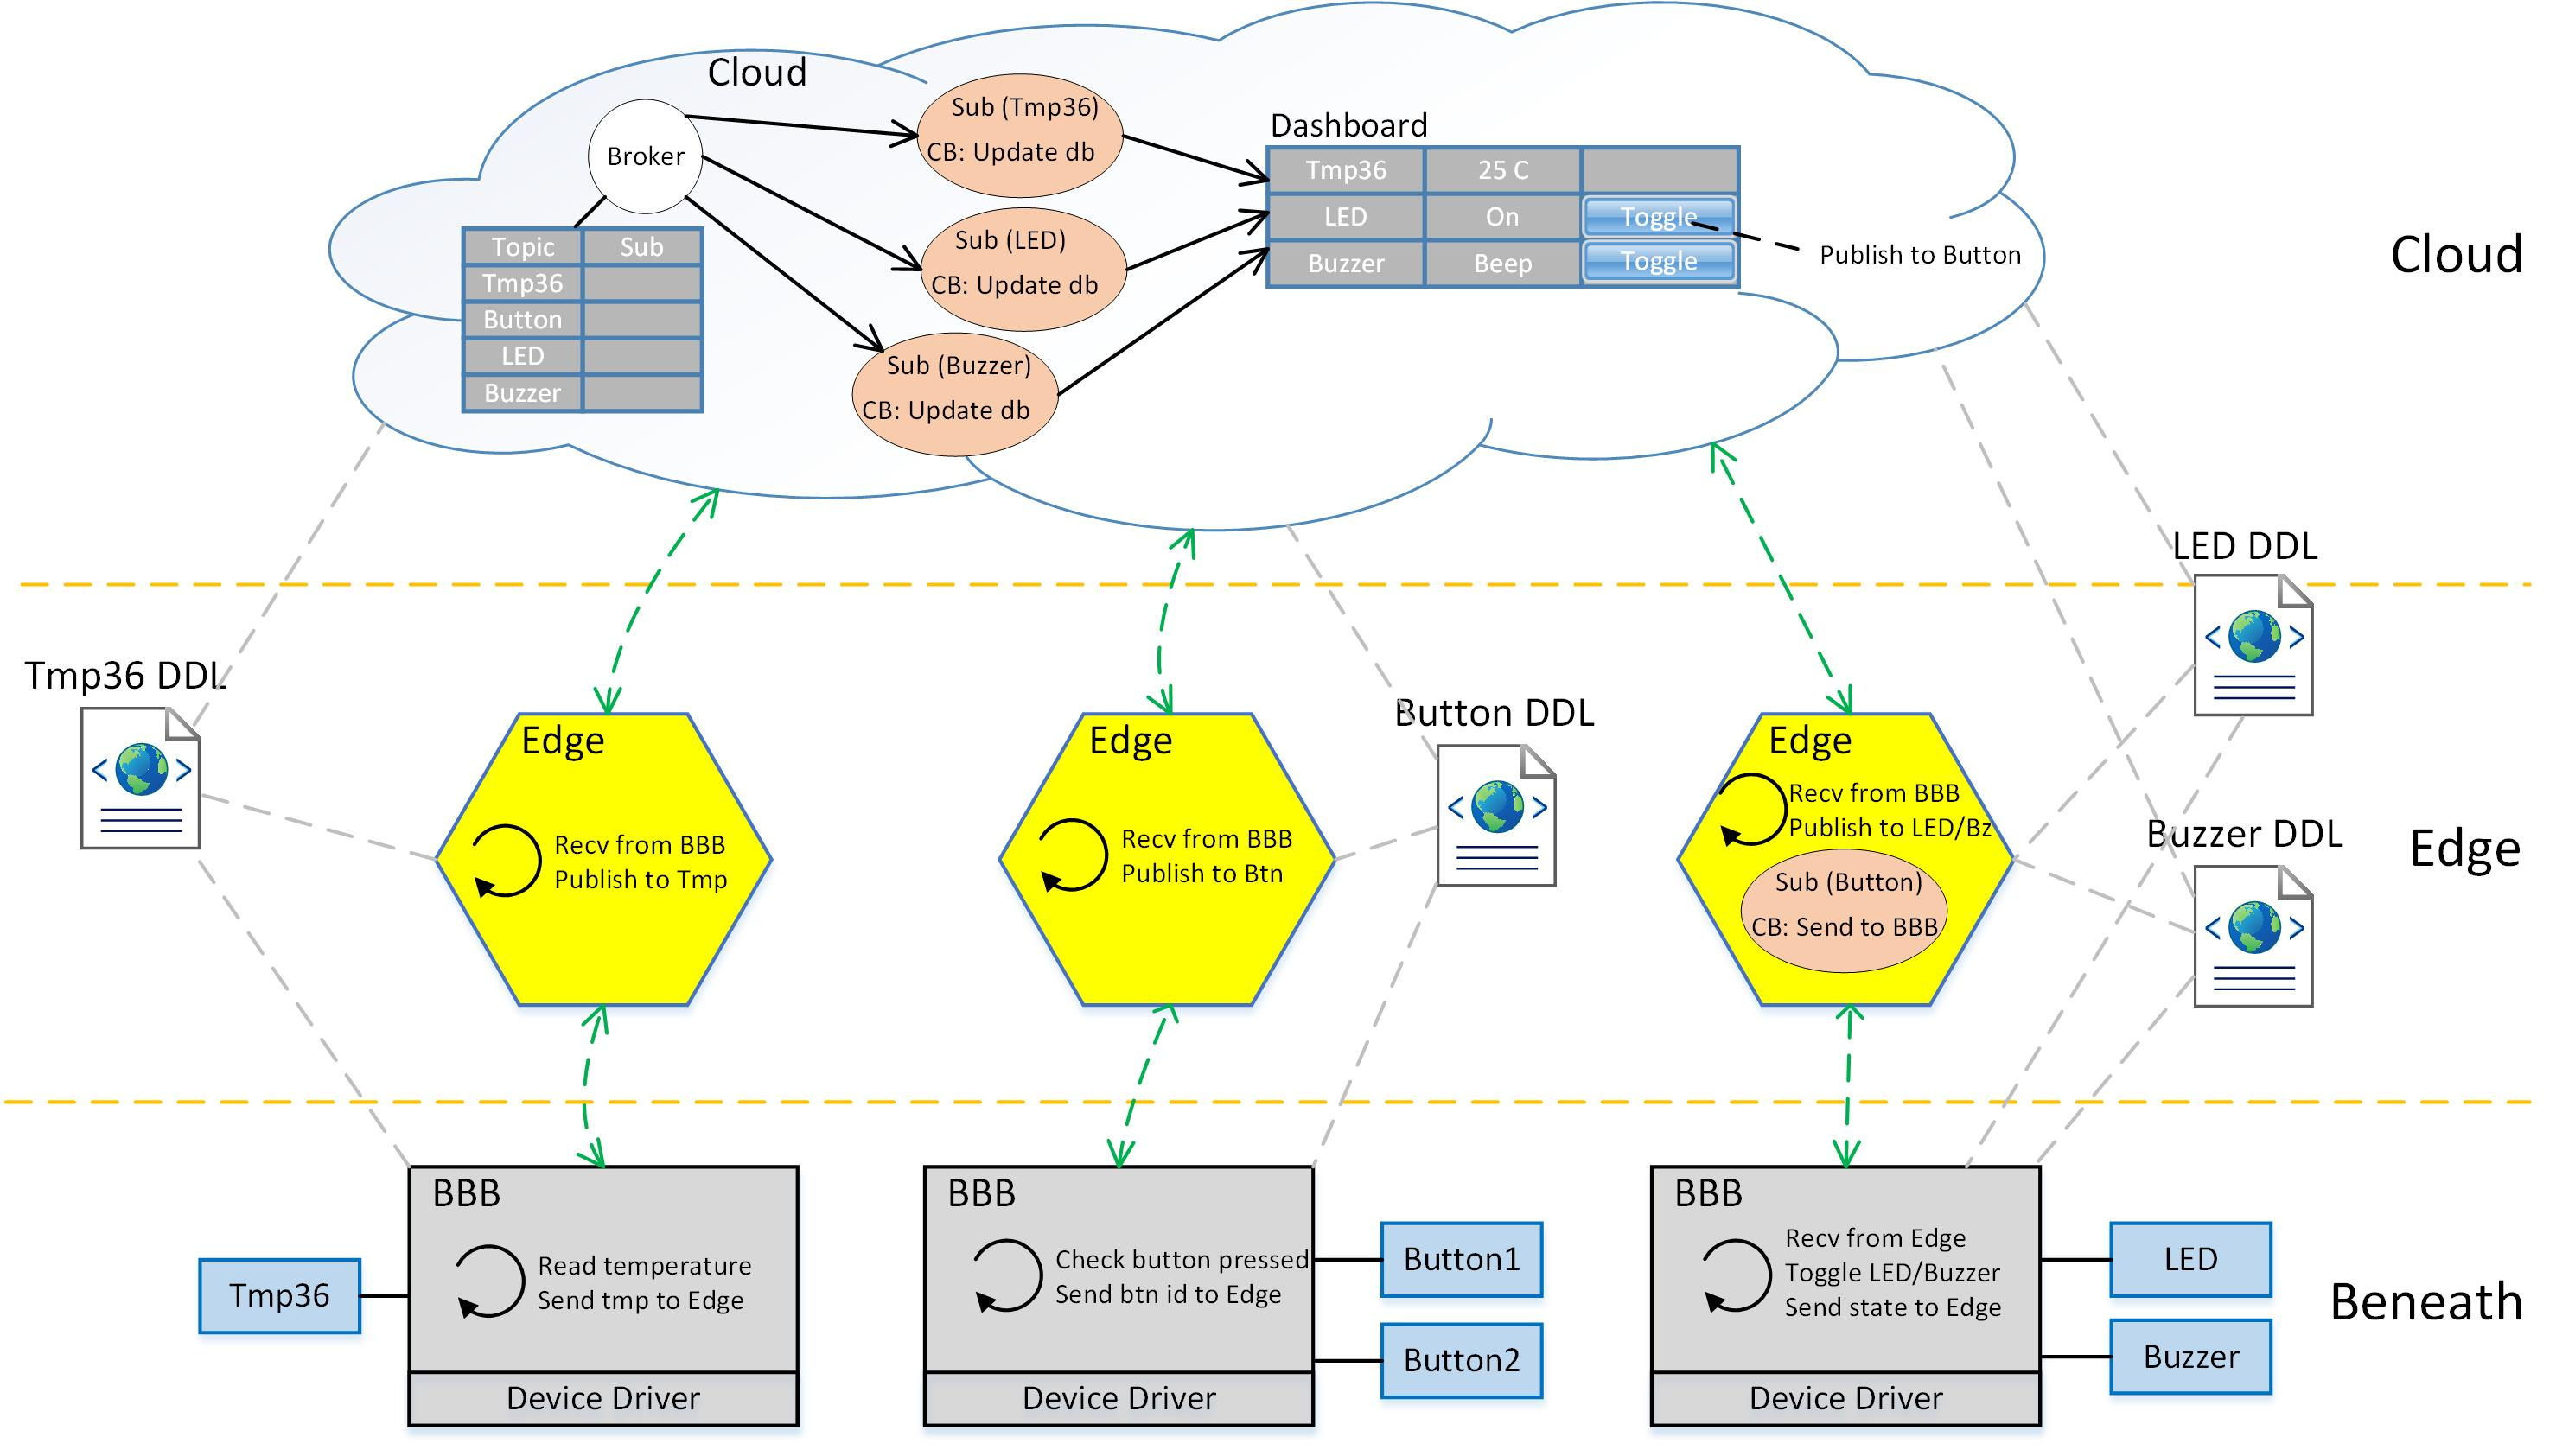 Cloud
Broker
Topic Sub
Tmp36
Button
LED
Buzzer
Sub (Tmp36)
CB: Update db
Sub (LED)
CB: Update db
Sub (Buzzer)
CB: Update db
Dashboard
Tmp36 25 C
LED On Toggle
Buzzer Beep Toggle
Publish to Button
Cloud
Tmp36 DDL
Edge
Recv from BBB
Publish to Tmp
Edge
Recv from BBB
Publish to Btn
Button DDL
Edge
Recv from BBB
Publish to LED/Bz
Sub (Button)
CB: Send to BBB
LED DDL
Buzzer DDL
Edge
Tmp36
BBB
Read temperature
Send tmp to Edge
Device Driver
BBB
Check button pressed
Send btn id to Edge
Device Driver
Button1
Button2
BBB
Recv from Edge
Toggle LED/Buzzer
Send state to Edge
Device Driver
LED
Buzzer
Beneath